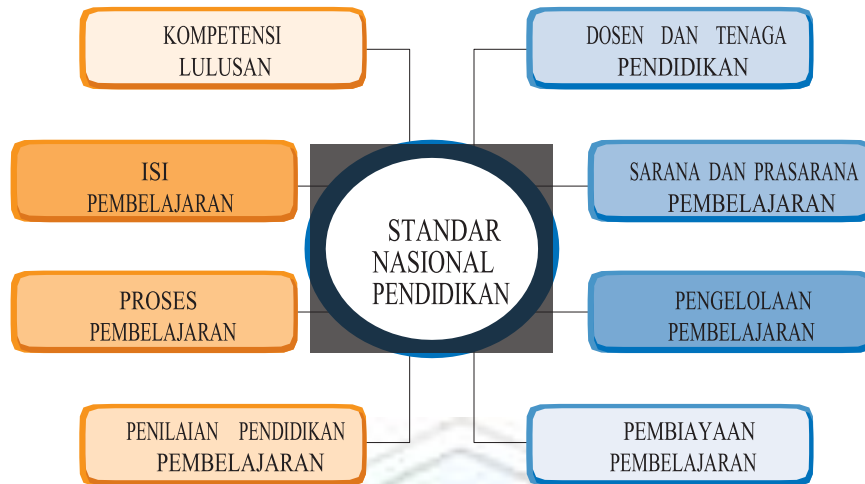 KOMPETENSI
LULUSAN
DOSEN DAN TENAGA
PENDIDIKAN
ISI
PEMBELAJARAN
SARANA DAN PRASARANA
PEMBELAJARAN
STANDAR
NASIONAL
PENDIDIKAN
PROSES
PEMBELAJARAN
PENGELOLAAN
PEMBELAJARAN
PENILAIAN PENDIDIKAN
PEMBELAJARAN
PEMBIAYAAN
PEMBELAJARAN